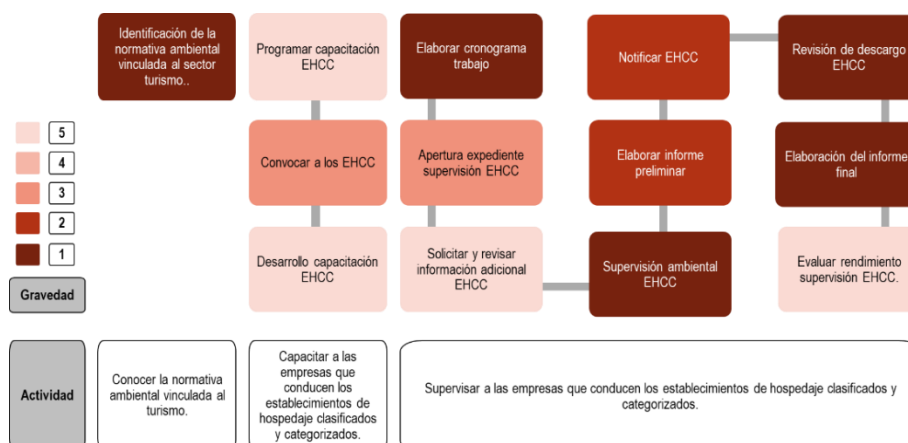 Identificación de la
normativa ambiental
vinculada al sector
turismo..
Programar capacitación
EHCC
Elaborar cronograma
trabajo
Notificar EHCC
Revisión de descargo
EHCC
5
4
3
2
1
Gravedad
Convocar a los EHCC
Apertura expediente
supervisión EHCC
Elaborar informe
preliminar
Elaboración del informe
final
Desarrollo capacitación
EHCC
Solicitar y revisar
información adicional
EHCC
Supervisión ambiental
EHCC
Evaluar rendimiento
supervisión EHCC.
Actividad
Conocer la normativa
ambiental vinculada al
turismo.
Capacitar a las
empresas que
conducen los
establecimientos de
hospedaje clasificados
y categorizados.
Supervisar a las empresas que conducen los establecimientos de hospedaje clasificados y
categorizados.